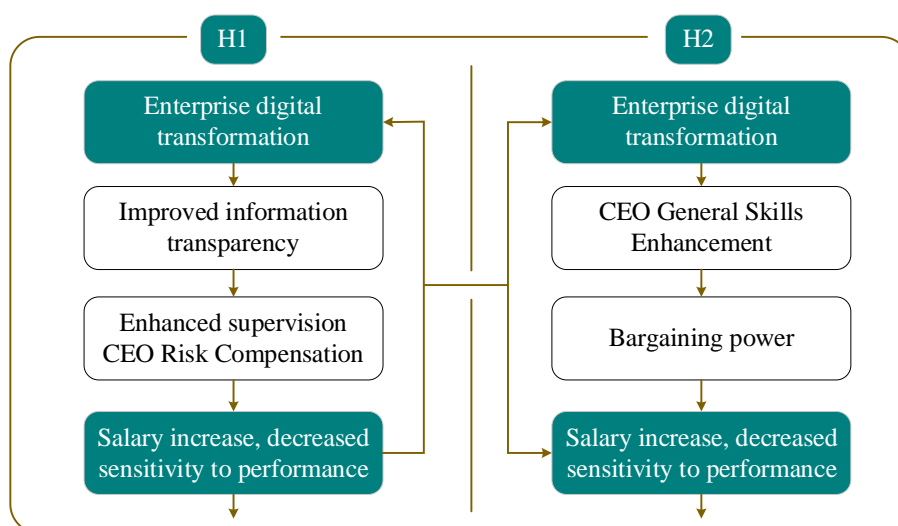 H1
Enterprise digital
transformation
Improved information
transparency
Enhanced supervision
CEO Risk Compensation
Salary increase, decreased
sensitivity to performance
H2
Enterprise digital
transformation
CEO General Skills
Enhancement
Bargaining power
Salary increase, decreased
sensitivity to performance